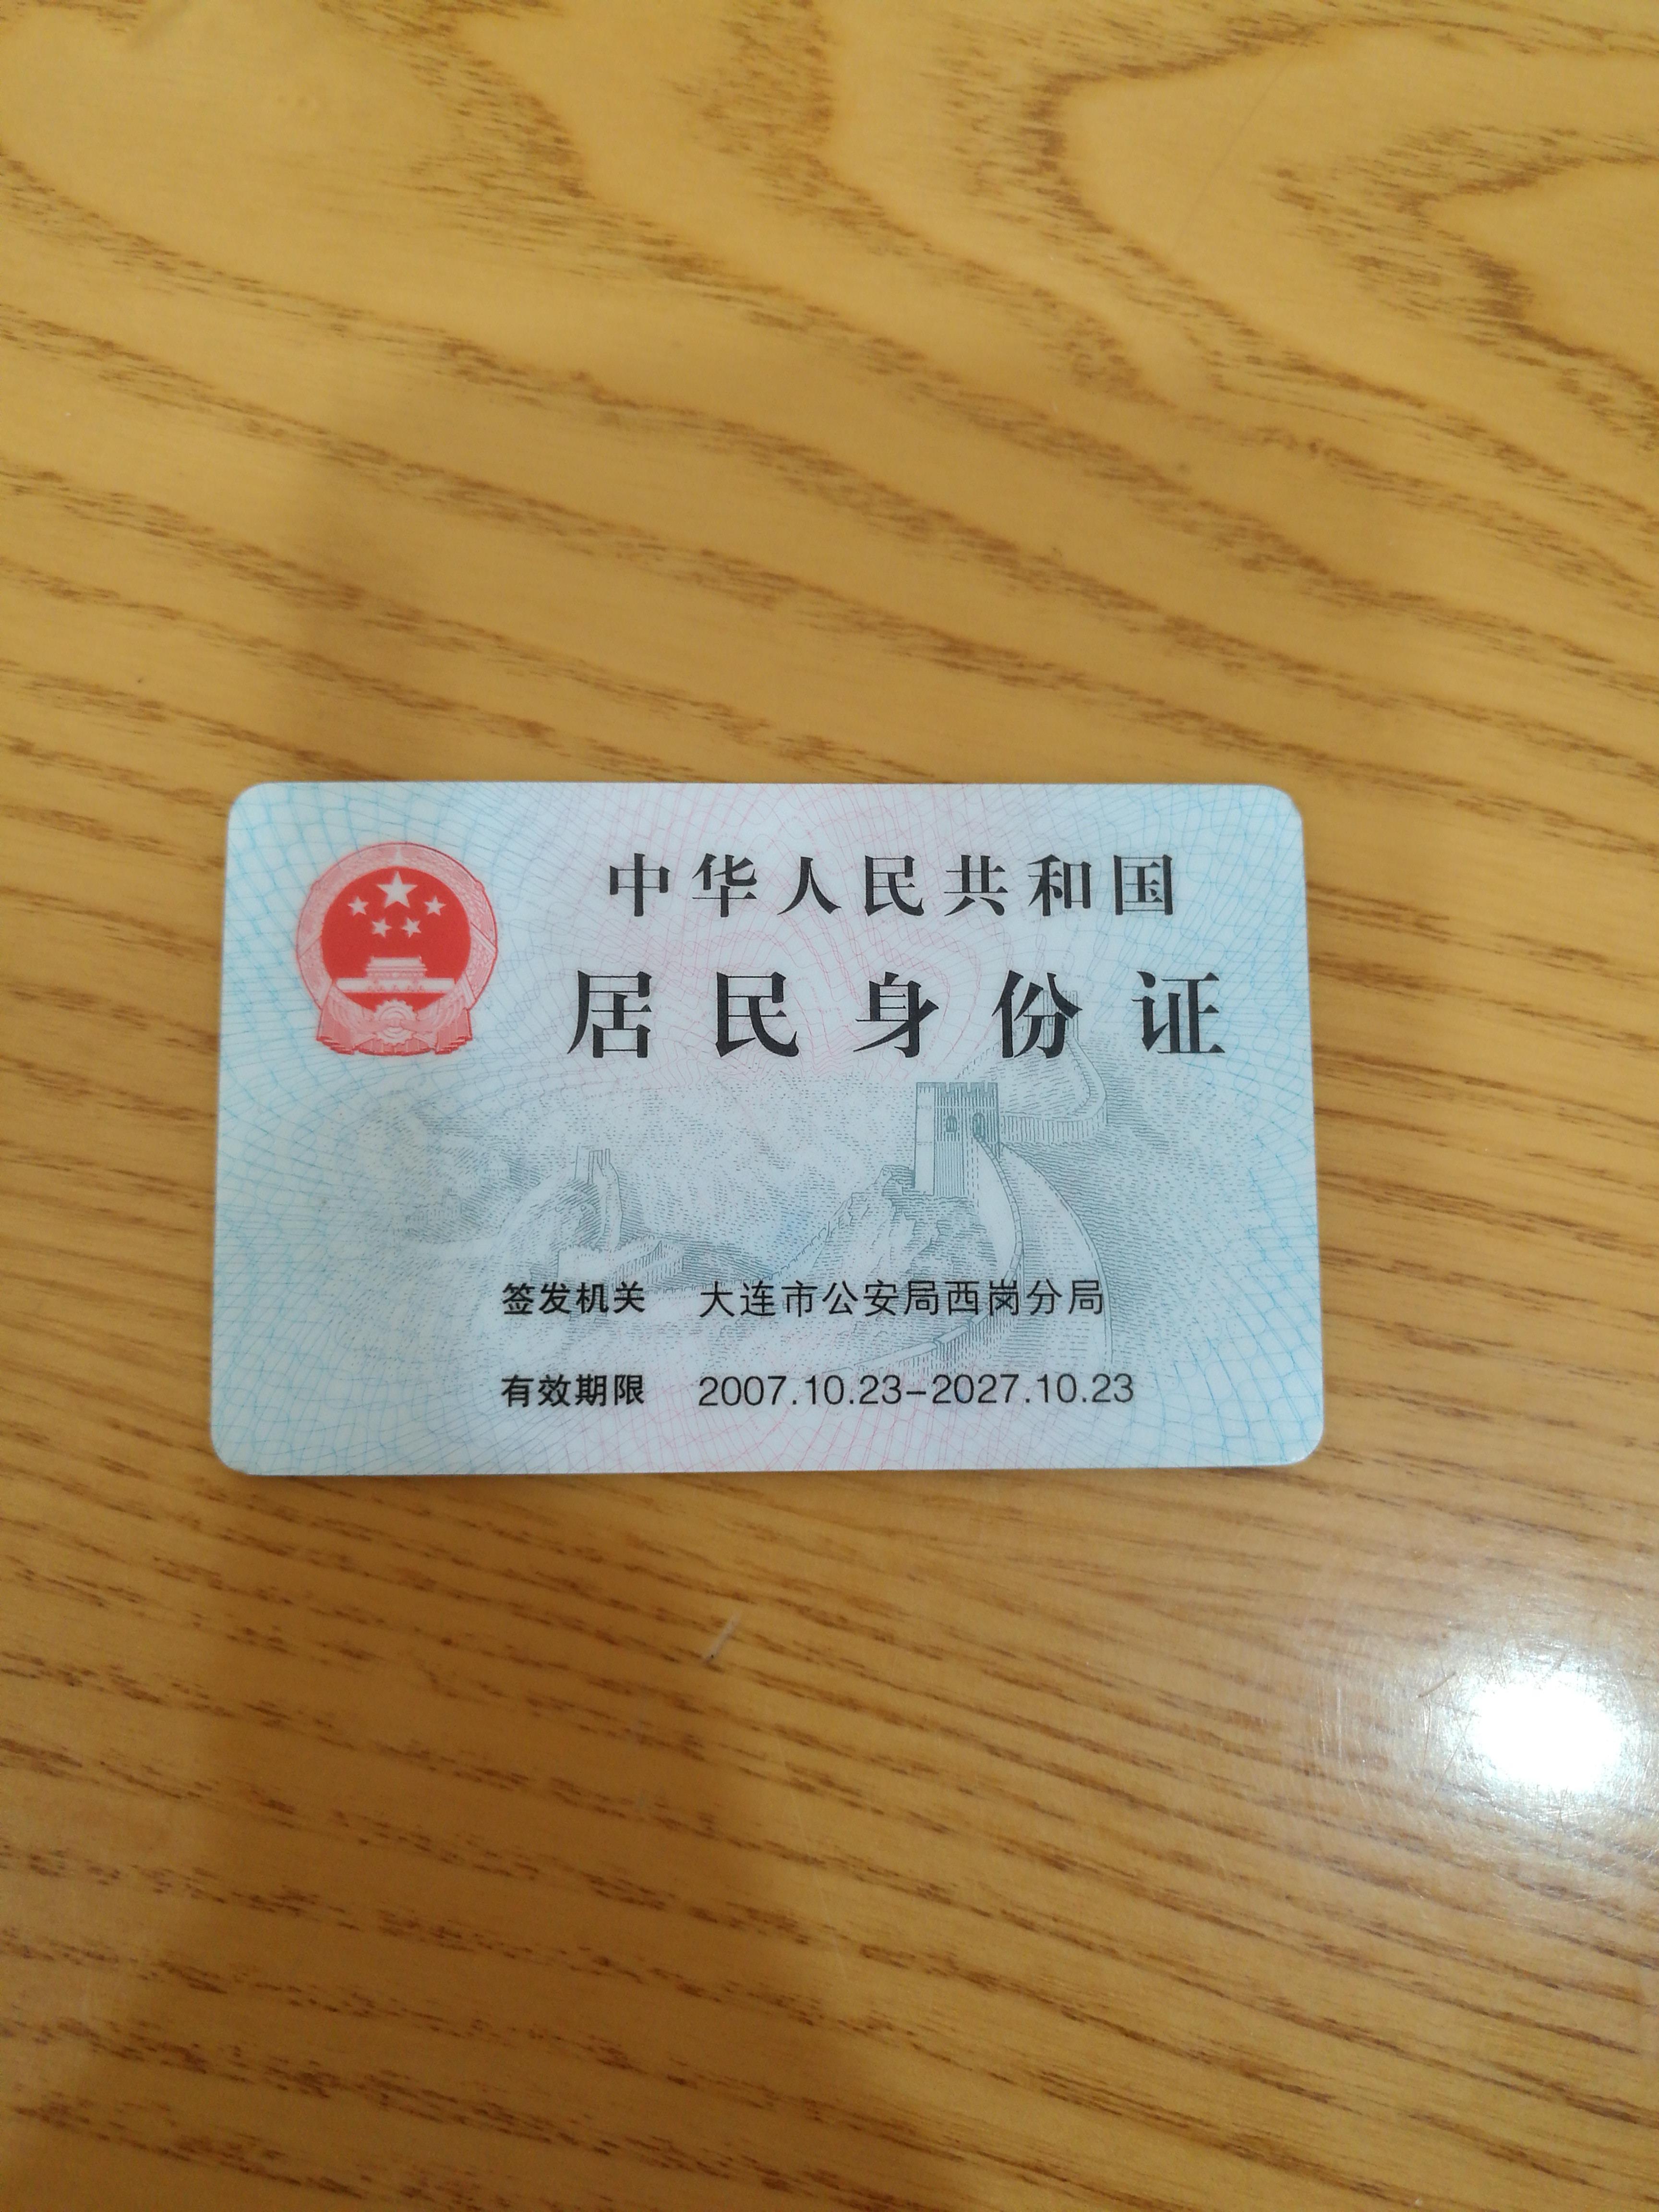 中华人民共和国
居民身份证
签发机关 大连市公安局西岗分局
有效期限 2007.10.23-2027.10.23